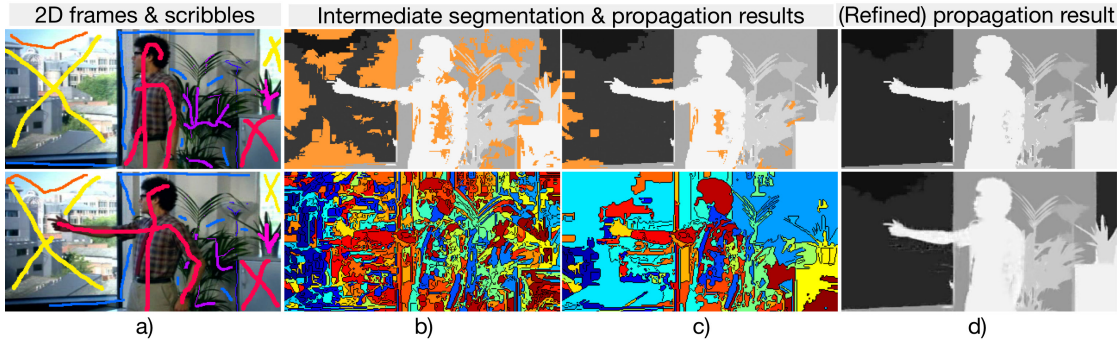 2D frames & scribbles
Intermediate segmentation & propagation results
(Refined) propagation result
a)
b)
c)
d)